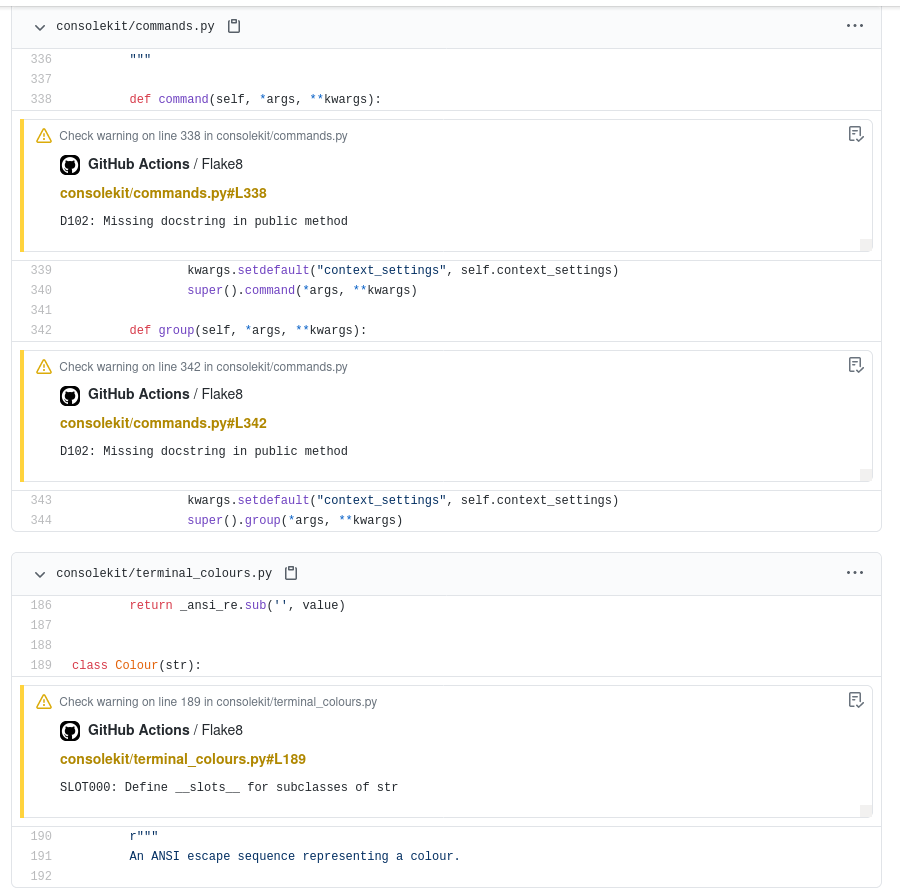 consolekit/commands.py
336 """
337
338 def command(self, *args, **kwargs):
Check warning on line 338 in consolekit/commands.py
GitHub Actions / Flake8
consolekit/commands.py#L338
D102: Missing docstring in public method
339 kwargs.setdefault("context_settings", self.context_settings)
340 super().command(*args, **kwargs)
341
342 def group(self, *args, **kwargs):
Check warning on line 342 in consolekit/commands.py
GitHub Actions / Flake8
consolekit/commands.py#L342
D102: Missing docstring in public method
343 kwargs.setdefault("context_settings", self.context_settings)
344 super().group(*args, **kwargs)
consolekit/terminal_colours.py
186 return _ansi_re.sub('', value)
187
188
189 class Colour(str):
Check warning on line 189 in consolekit/terminal_colours.py
GitHub Actions / Flake8
consolekit/terminal_colours.py#L189
SLOT000: Define __slots__ for subclasses of str
190 r"""
191 An ANSI escape sequence representing a colour.
192